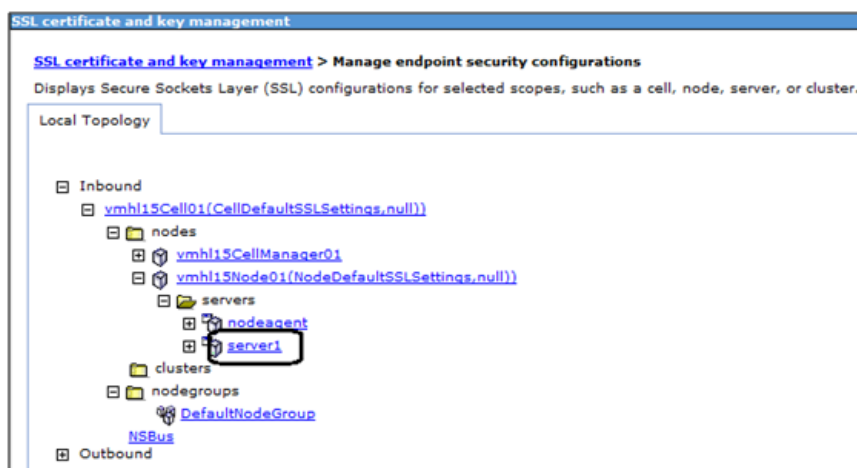 SSL certificate and key management
SSL certificate and key management > Manage endpoint security configurations
Displays Secure Sockets Layer (SSL) configurations for selected scopes, such as a cell, node, server, or cluster.
Local Topology
Inbound
vmhl15Cell01(CellDefaultSSLSettings,null))
nodes
vmhl15CellManager01
vmhl15Node01(NodeDefaultSSLSettings,null))
servers
nodeagent
server1
clusters
nodegroups
DefaultNodeGroup
NSBus
Outbound